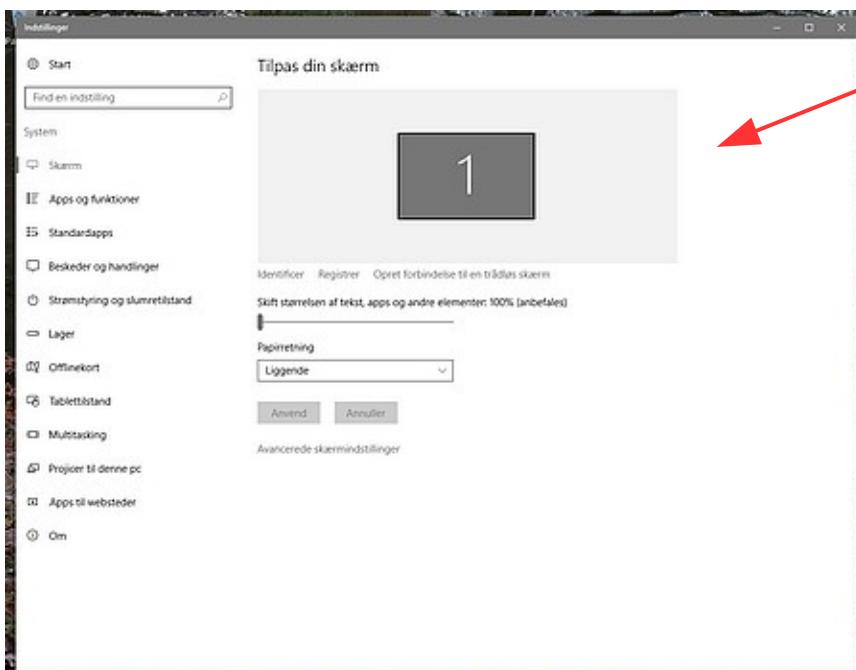 Indstillinger
Start
Tilpas din skærm
Find en indstilling
System
1
Skærm
Apps og funktioner
Standardapps
Beskeder og handlinger
Identificer Registrer Opret forbindelse til en trådløs skærm
Strømstyring og slumretilstand
Skift størrelsen af tekst, apps og andre elementer: 100% (anbefales)
Lager
Papirretning
Offlinekort
Liggende
Tablettilstand
Anvend Annuller
Multitasking
Avancerede skærmindstillinger
Projicer til denne pc
Apps til websteder
Om